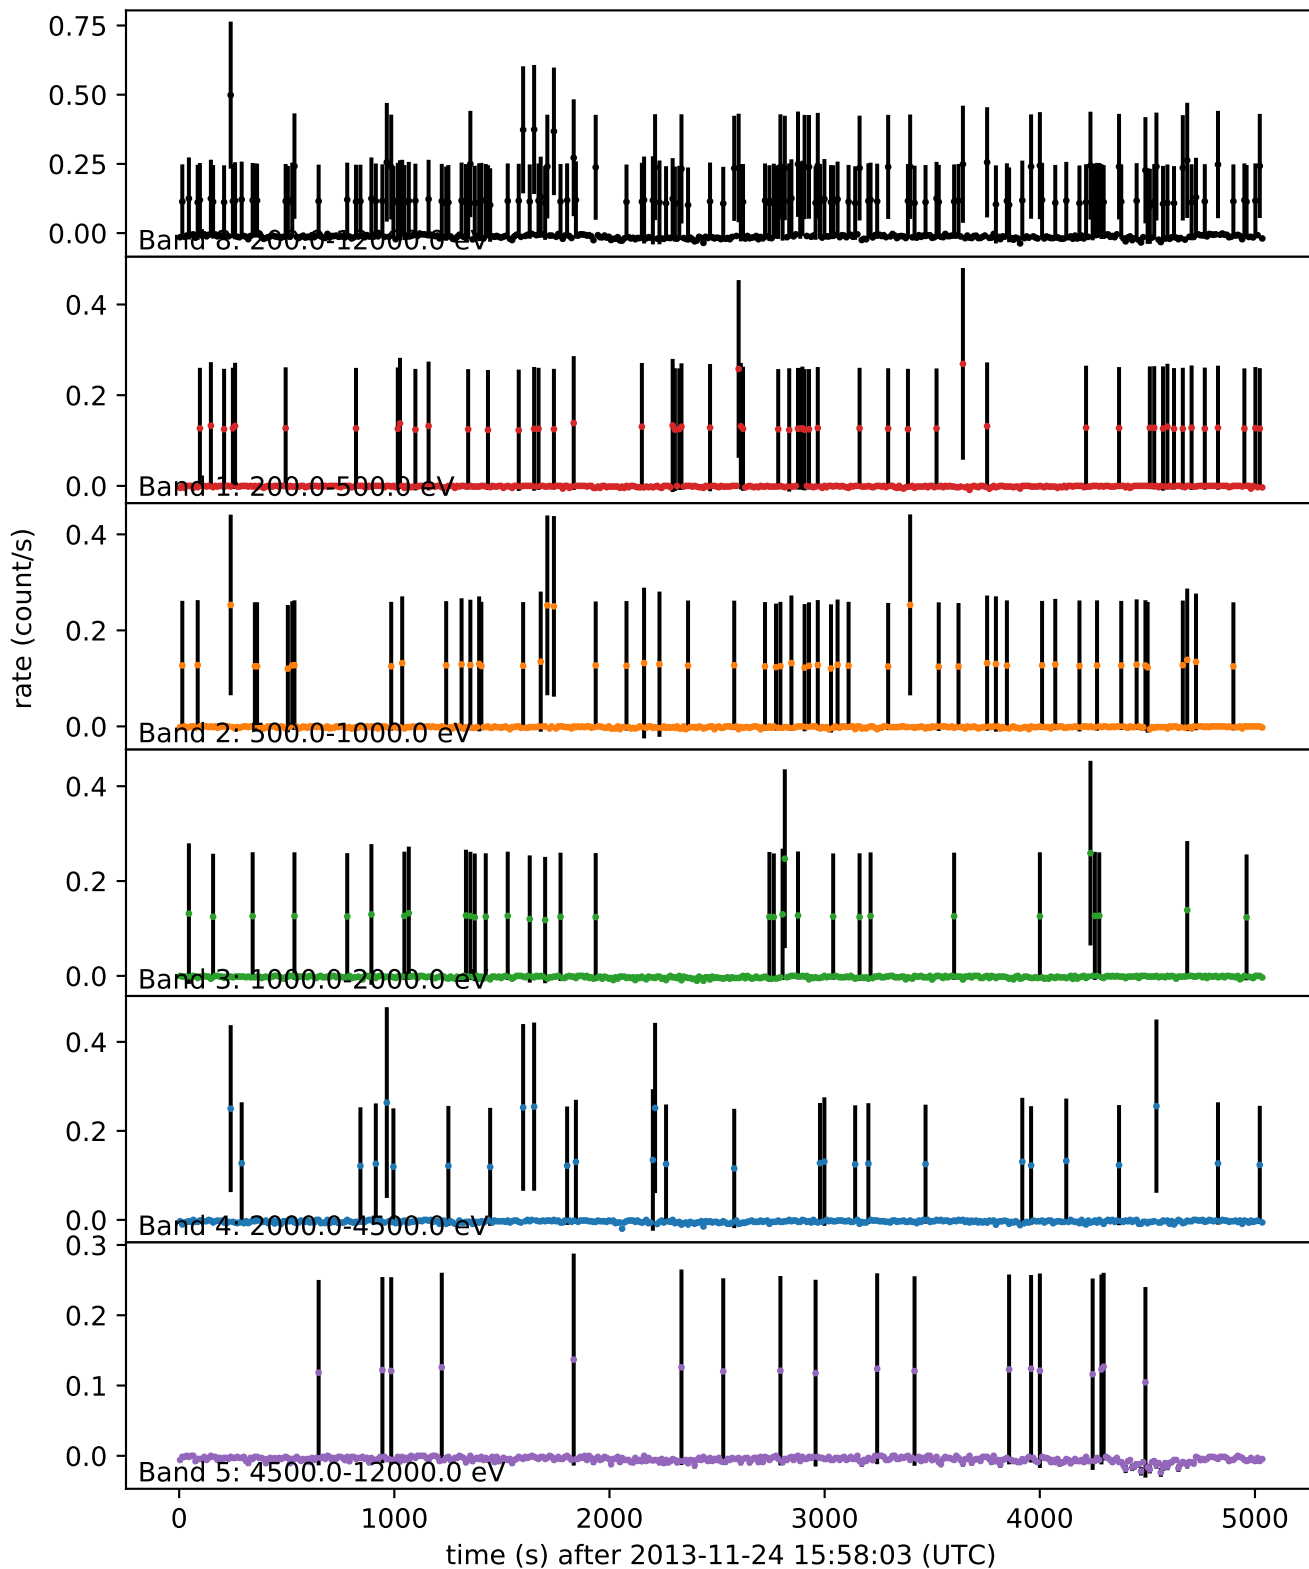 0.75
0.50
0.25
0.00
Band 8: 200.0-12000.0 eV
0.4
0.2
0.0
Band 1: 200.0-500.0 eV
0.4
0.2
0.0
Band 2: 500.0-1000.0 eV
rate (count/s)
0.4
0.2
0.0
Band 3: 1000.0-2000.0 eV
0.4
0.2
0.0
Band 4: 2000.0-4500.0 eV
0.3
0.2
0.1
0.0
Band 5: 4500.0-12000.0 eV
0 1000 2000 3000 4000 5000
time (s) after 2013-11-24 15:58:03 (UTC)